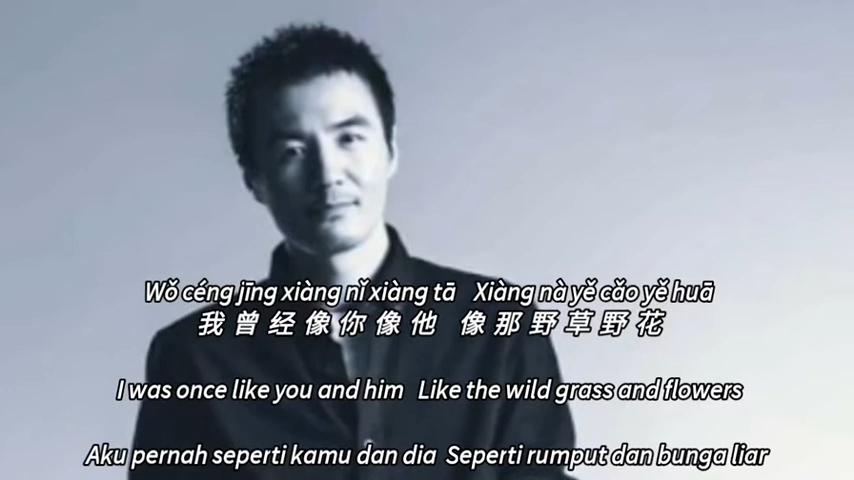 Wǒ céng jīng xiàng nǐ xiàng tā Xiàng nà yě cǎo yě huā
我曾经像你像他 像那野草野花
I was once like you and him Like the wild grass and flowers
Aku pernah seperti kamu dan dia Seperti rumput dan bunga liar